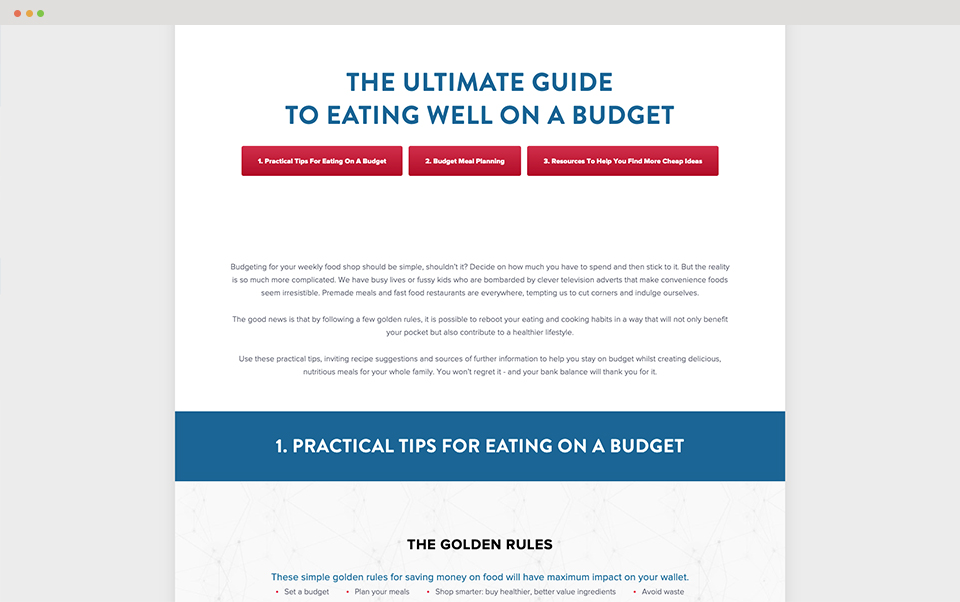 THE ULTIMATE GUIDE
TO EATING WELL ON A BUDGET
1. Practical Tips For Eating On A Budget
2. Budget Meal Planning
3. Resources To Help You Find More Cheap Ideas
Budgeting for your weekly food shop should be simple, shouldn't it? Decide on how much you have to spend and then stick to it. But the reality
is so much more complicated. We have busy lives or fussy kids who are bombarded by clever television adverts that make convenience foods
seem irresistible. Premade meals and fast food restaurants are everywhere, tempting us to cut corners and indulge ourselves.
The good news is that by following a few golden rules, it is possible to reboot your eating and cooking habits in a way that will not only benefit
your pocket but also contribute to a healthier lifestyle.
Use these practical tips, inviting recipe suggestions and sources of further information to help you stay on budget whilst creating delicious,
nutritious meals for your whole family. You won't regret it - and your bank balance will thank you for it.
1. PRACTICAL TIPS FOR EATING ON A BUDGET
THE GOLDEN RULES
These simple golden rules for saving money on food will have maximum impact on your wallet.
• Set a budget • Plan your meals • Shop smarter: buy healthier, better value ingredients • Avoid waste